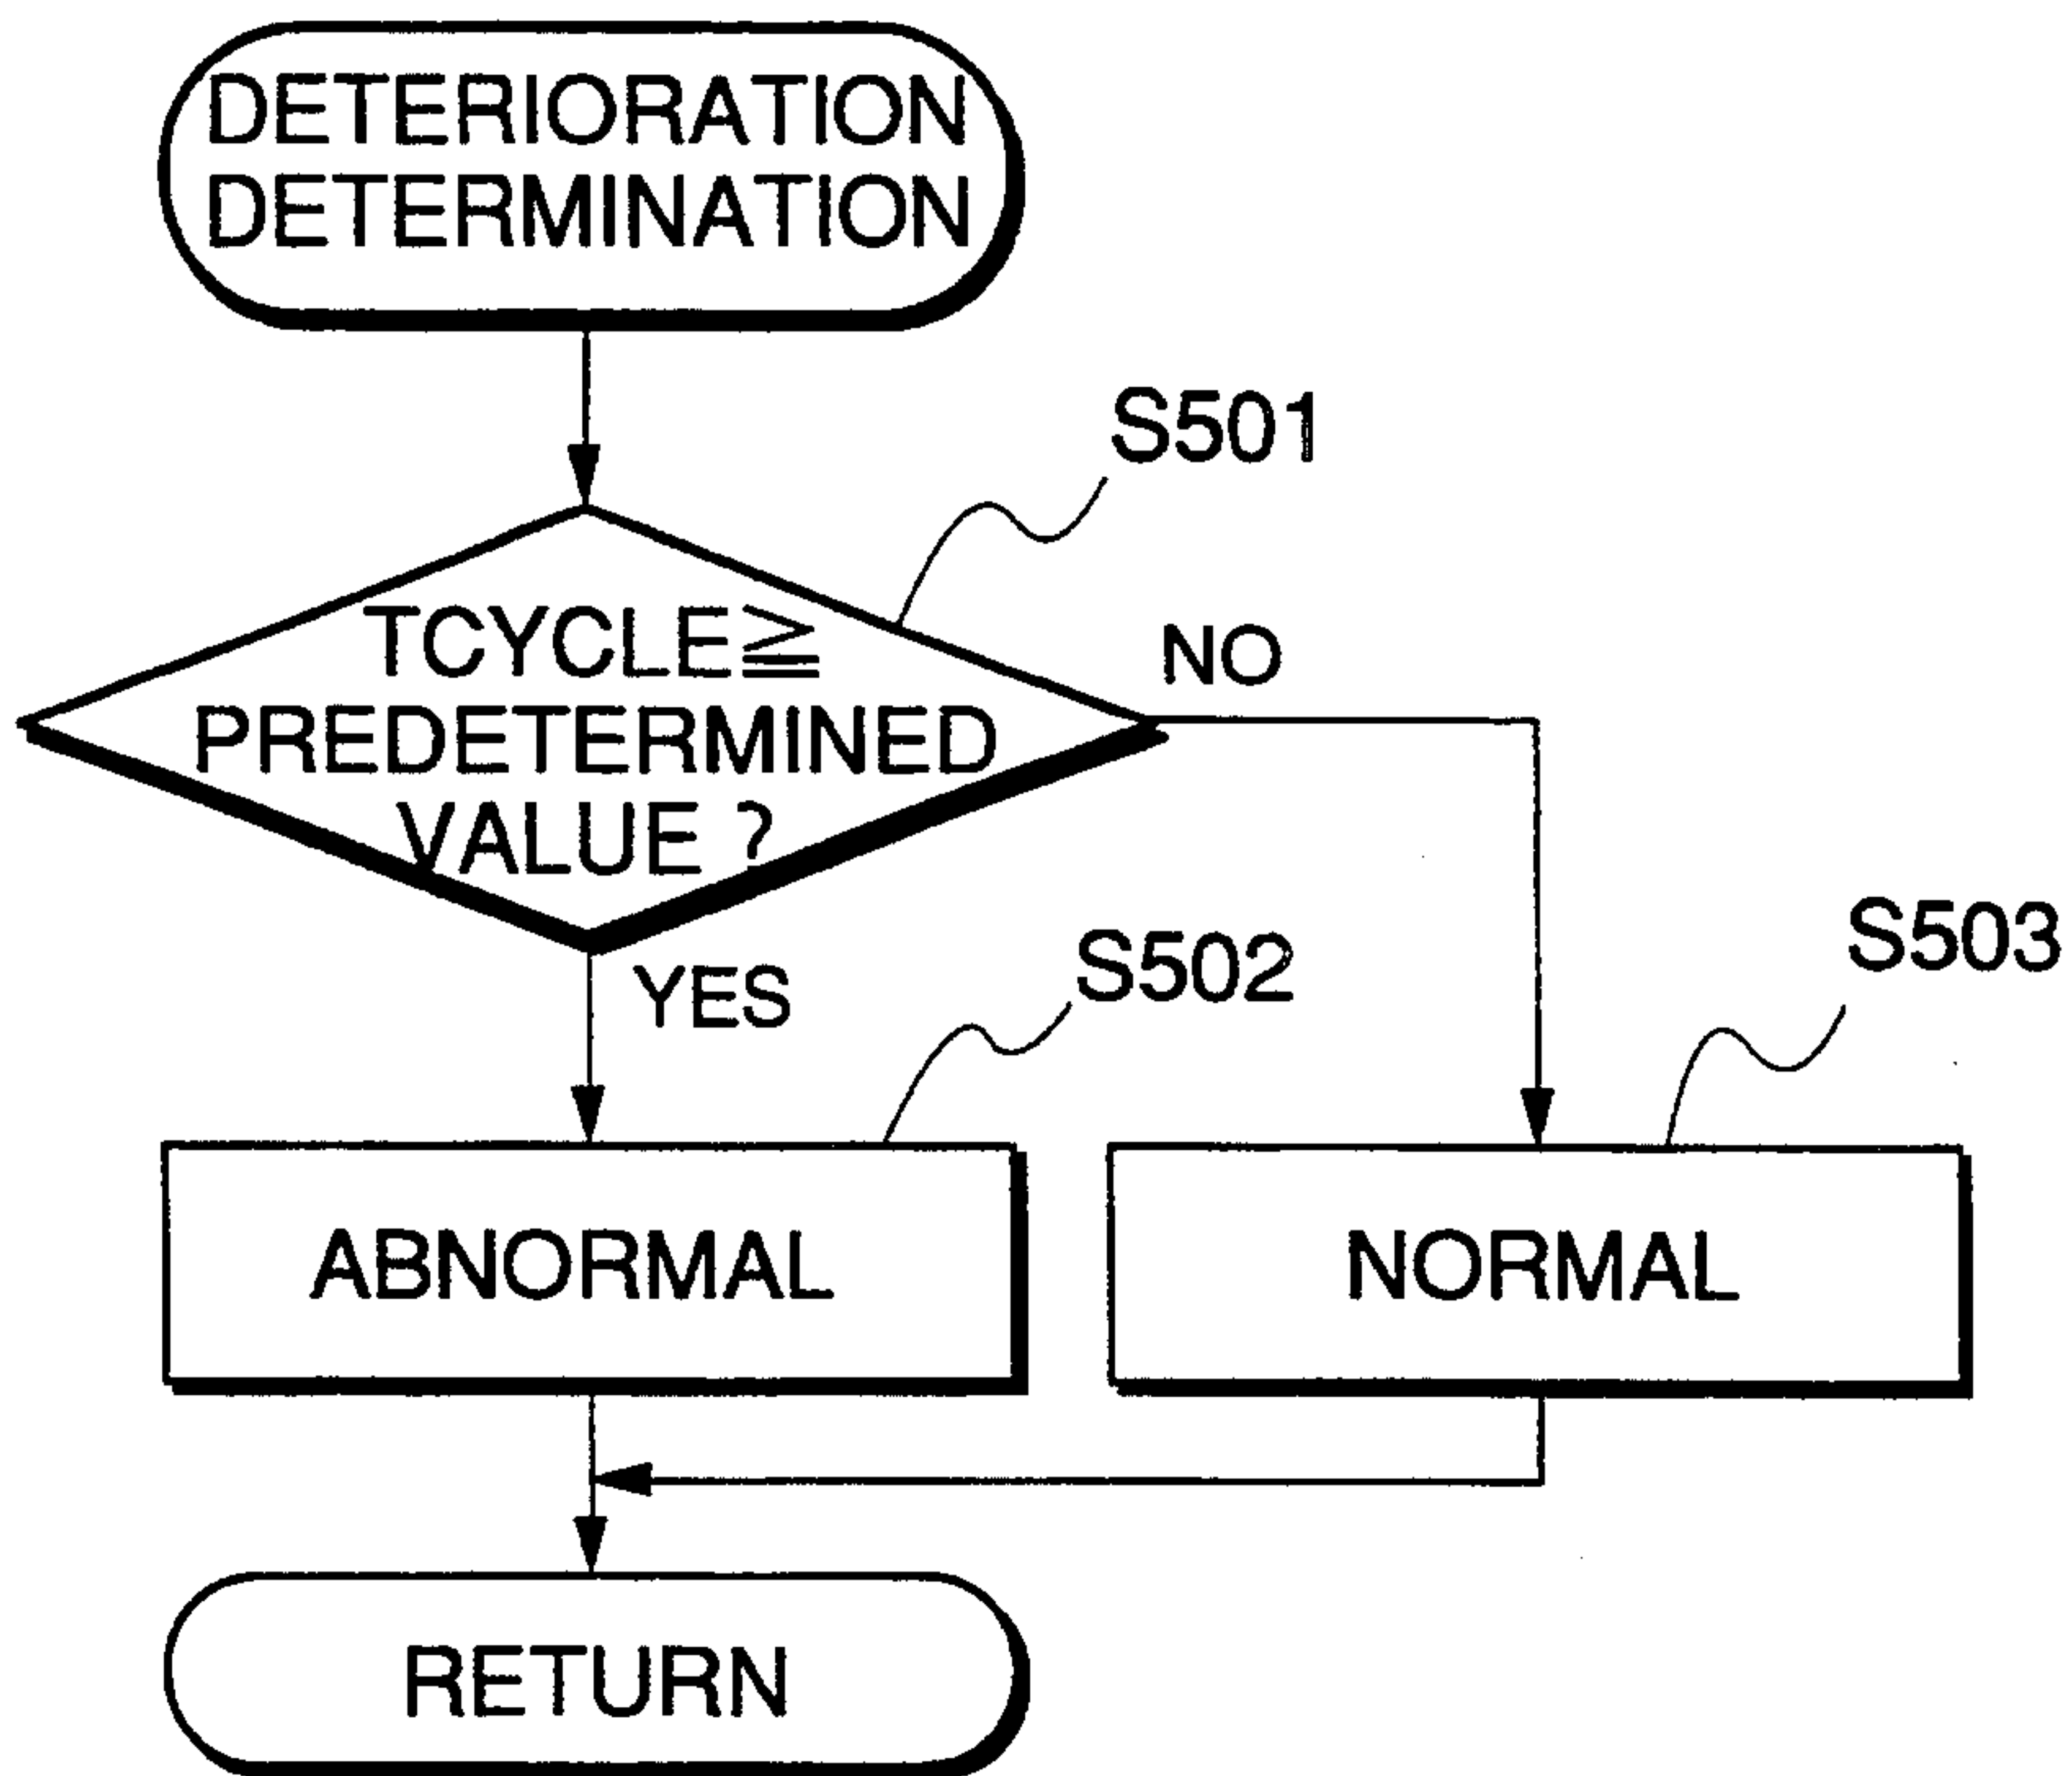 DETERIORATION
DETERMINATION
S501
TCYCLE≧
PREDETERMINED
VALUE ?
NO
YES
S502
S503
ABNORMAL
NORMAL
RETURN